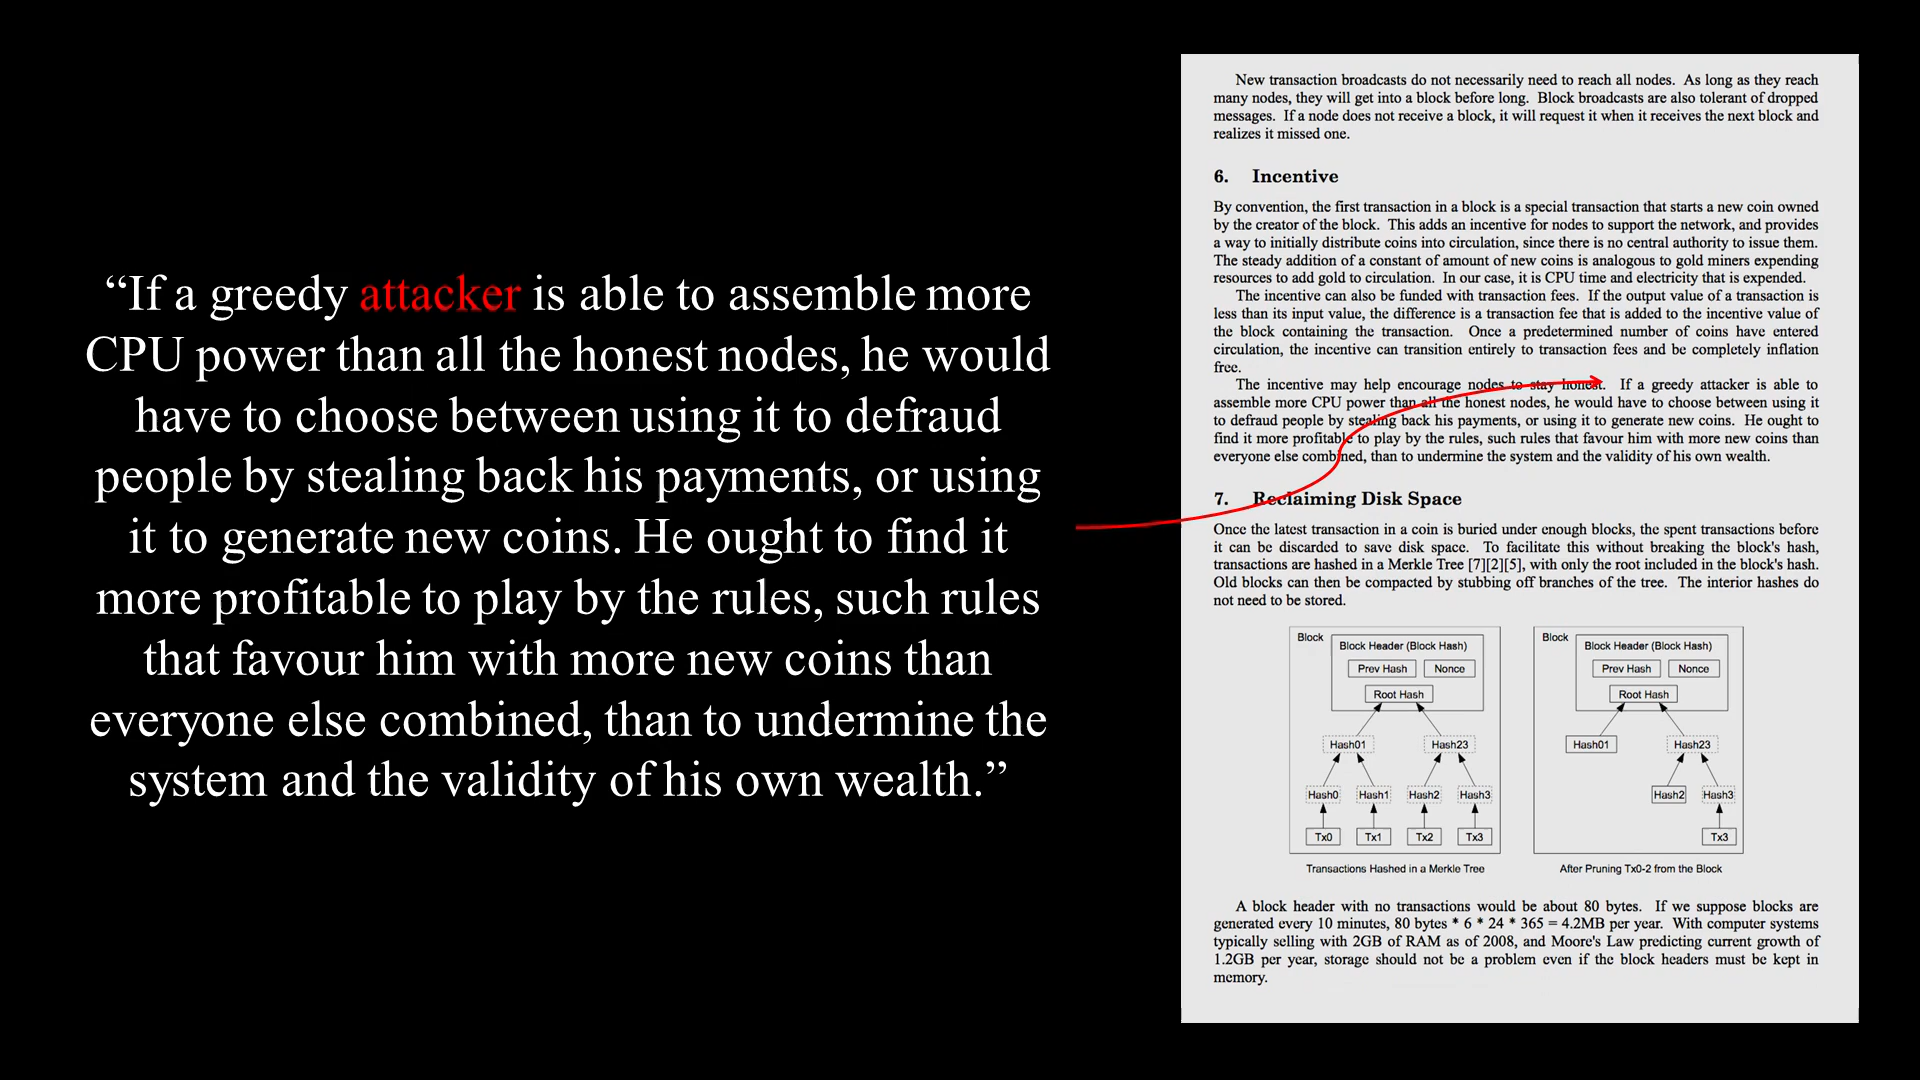 “If a greedy attacker is able to assemble more
CPU power than all the honest nodes, he would
have to choose between using it to defraud
people by stealing back his payments, or using
it to generate new coins. He ought to find it
more profitable to play by the rules, such rules
that favour him with more new coins than
everyone else combined, than to undermine the
system and the validity of his own wealth.”
New transaction broadcasts do not necessarily need to reach all nodes. As long as they reach
many nodes, they will get into a block before long. Block broadcasts are also tolerant of dropped
messages. If a node does not receive a block, it will request it when it receives the next block and
realizes it missed one.
6. Incentive
By convention, the first transaction in a block is a special transaction that starts a new coin owned
by the creator of the block. This adds an incentive for nodes to support the network, and provides
a way to initially distribute coins into circulation, since there is no central authority to issue them.
The steady addition of a constant of amount of new coins is analogous to gold miners expending
resources to add gold to circulation. In our case, it is CPU time and electricity that is expended.
The incentive can also be funded with transaction fees. If the output value of a transaction is
less than its input value, the difference is a transaction fee that is added to the incentive value of
the block containing the transaction. Once a predetermined number of coins have entered
circulation, the incentive can transition entirely to transaction fees and be completely inflation
free.
The incentive may help encourage nodes to stay honest. If a greedy attacker is able to
assemble more CPU power than all the honest nodes, he would have to choose between using it
to defraud people by stealing back his payments, or using it to generate new coins. He ought to
find it more profitable to play by the rules, such rules that favour him with more new coins than
everyone else combined, than to undermine the system and the validity of his own wealth.
7. Reclaiming Disk Space
Once the latest transaction in a coin is buried under enough blocks, the spent transactions before
it can be discarded to save disk space. To facilitate this without breaking the block's hash,
transactions are hashed in a Merkle Tree [7][2][5], with only the root included in the block's hash.
Old blocks can then be compacted by stubbing off branches of the tree. The interior hashes do
not need to be stored.
Block
Block Header (Block Hash)
Prev Hash Nonce
Root Hash
Hash01 Hash23
Hash0 Hash1 Hash2 Hash3
Tx0 Tx1 Tx2 Tx3
Transactions Hashed in a Merkle Tree
Block
Block Header (Block Hash)
Prev Hash Nonce
Root Hash
Hash01 Hash23
Hash2 Hash3
Tx3
After Pruning Tx0-2 from the Block
A block header with no transactions would be about 80 bytes. If we suppose blocks are
generated every 10 minutes, 80 bytes * 6 * 24 * 365 = 4.2MB per year. With computer systems
typically selling with 2GB of RAM as of 2008, and Moore's Law predicting current growth of
1.2GB per year, storage should not be a problem even if the block headers must be kept in
memory.